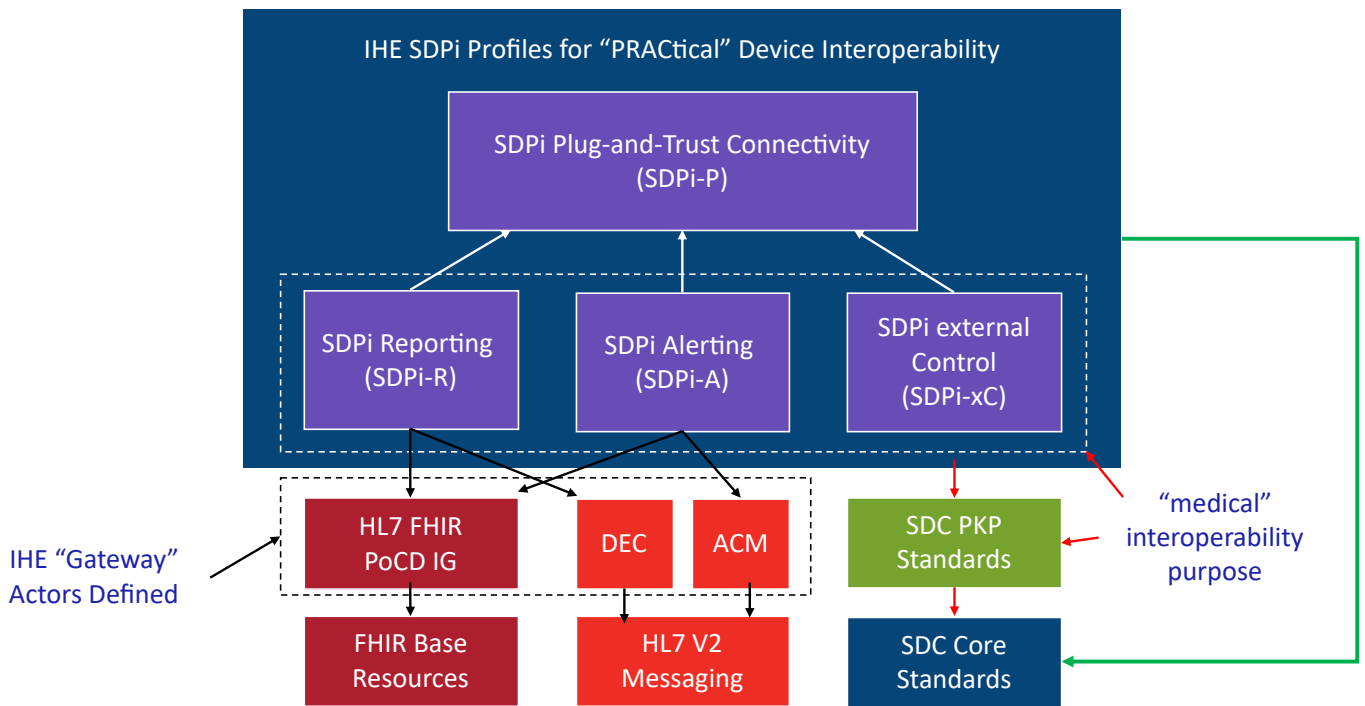 IHE SDPi Profiles for “PRACtical” Device Interoperability
SDPi Plug-and-Trust Connectivity
(SDPi-P)
SDPi Reporting
(SDPi-R)
SDPi Alerting
(SDPi-A)
SDPi external
Control
(SDPi-xC)
IHE “Gateway”
Actors Defined
HL7 FHIR
PoCD IG
DEC
ACM
SDC PKP
Standards
“medical”
interoperability
purpose
FHIR Base
Resources
HL7 V2
Messaging
SDC Core
Standards